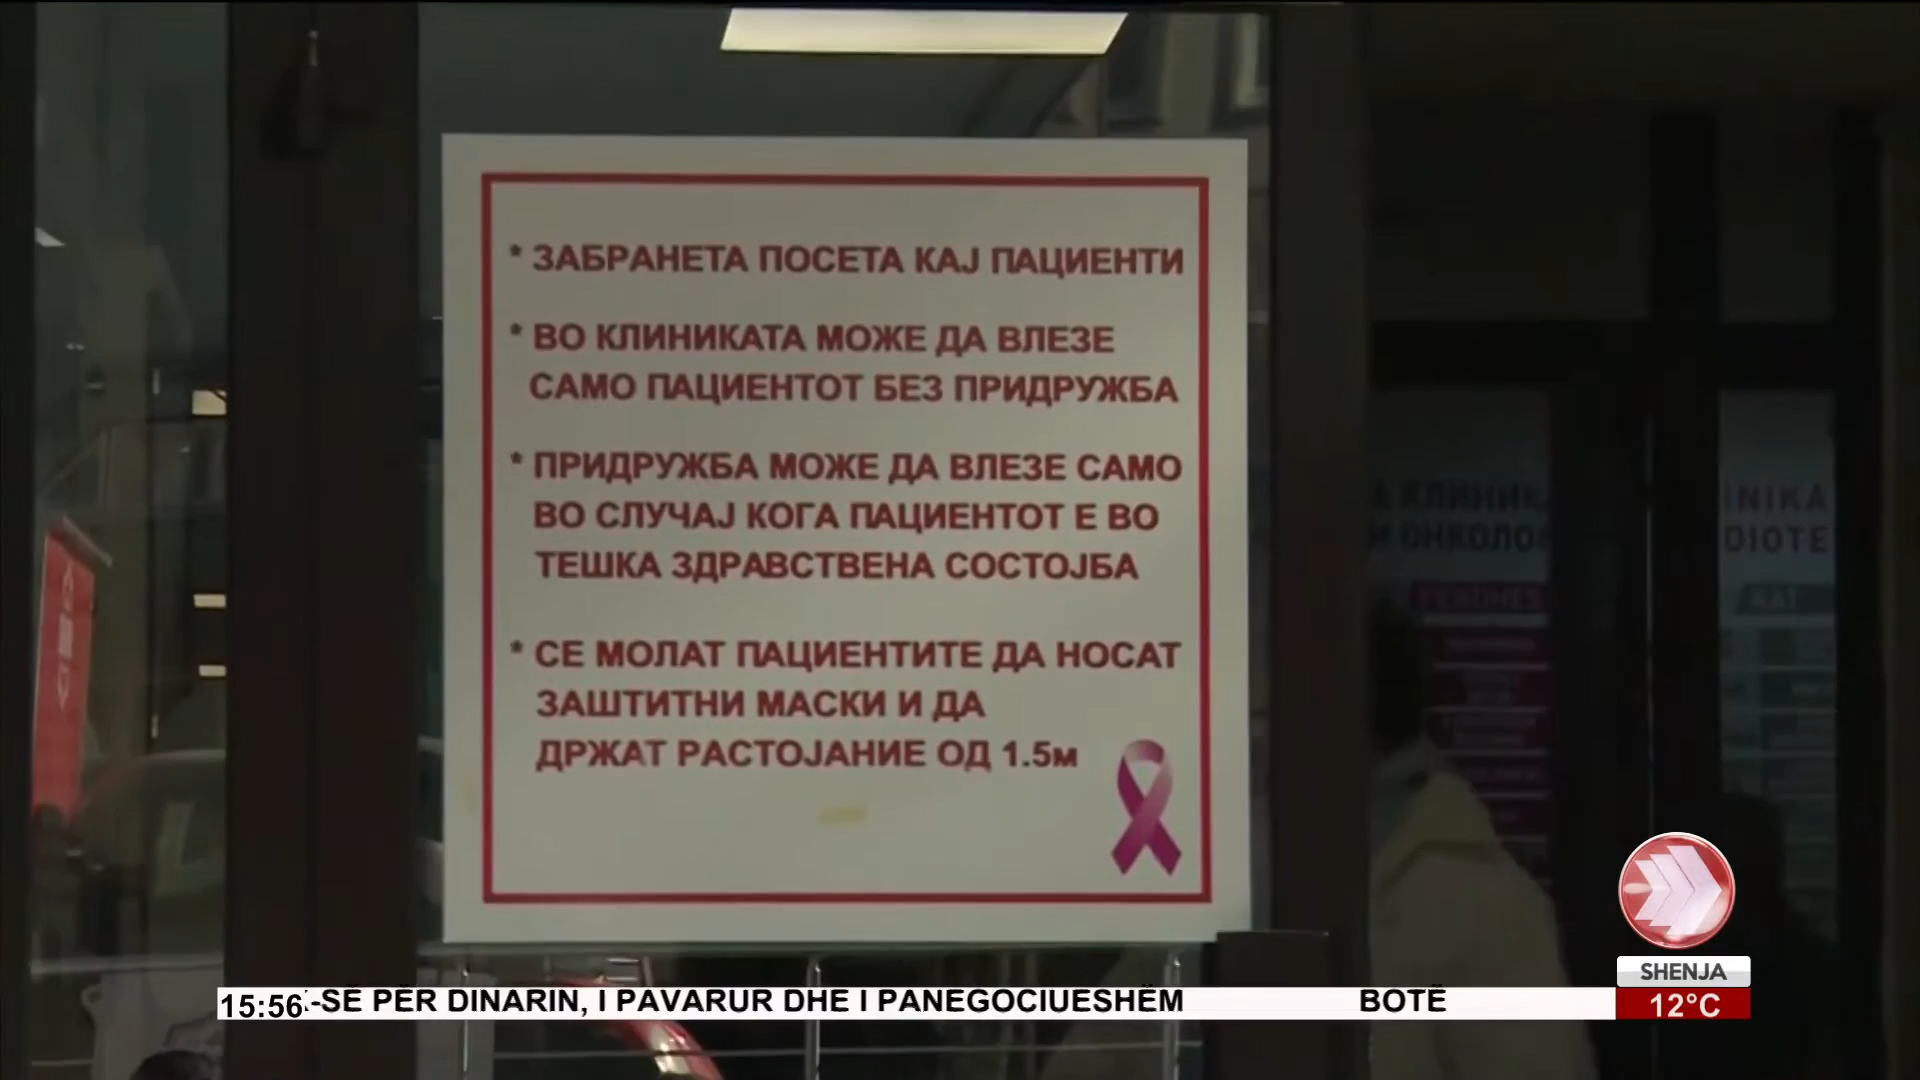 * ЗАБРАНЕТА ПОСЕТА КАЈ ПАЦИЕНТИ
* ВО КЛИНИКАТА МОЖЕ ДА ВЛЕЗЕ
САМО ПАЦИЕНТОТ БЕЗ ПРИДРУЖБА
* ПРИДРУЖБА МОЖЕ ДА ВЛЕЗЕ САМО
ВО СЛУЧАЈ КОГА ПАЦИЕНТОТ Е ВО
ТЕШКА ЗДРАВСТВЕНА СОСТОЈБА
* СЕ МОЛАТ ПАЦИЕНТИТЕ ДА НОСАТ
ЗАШТИТНИ МАСКИ И ДА
ДРЖАТ РАСТОЈАНИЕ ОД 1.5м
SHENJA
15:56 -SË PËR DINARIN, I PAVARUR DHE I PANEGOCIUESHËM BOTË
12°C